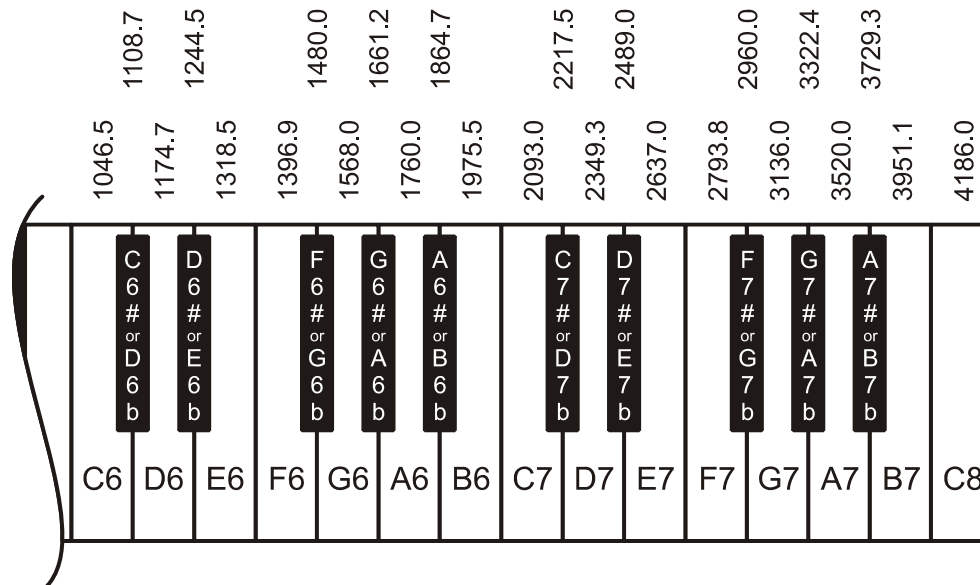 1108.7 1244.5 1480.0 1661.2 1864.7 2217.5 2489.0 2960.0 3322.4 3729.3
1046.5 1174.7 1318.5 1396.9 1568.0 1760.0 1975.5 2093.0 2349.3 2637.0 2793.8 3136.0 3520.0 3951.1 4186.0
C6# or D6b
D6# or E6b
F6# or G6b
G6# or A6b
A6# or B6b
C7# or D7b
D7# or E7b
F7# or G7b
G7# or A7b
A7# or B7b
C6 D6 E6 F6 G6 A6 B6 C7 D7 E7 F7 G7 A7 B7 C8